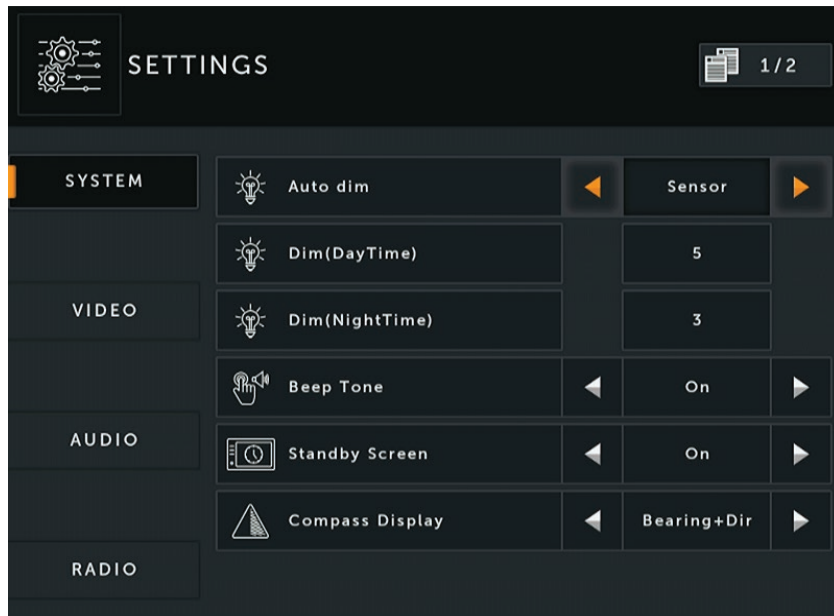 SETTINGS
1/2
SYSTEM
Auto dim
Sensor
Dim(DayTime)
5
VIDEO
Dim(NightTime)
3
Beep Tone
On
AUDIO
Standby Screen
On
Compass Display
Bearing+Dir
RADIO